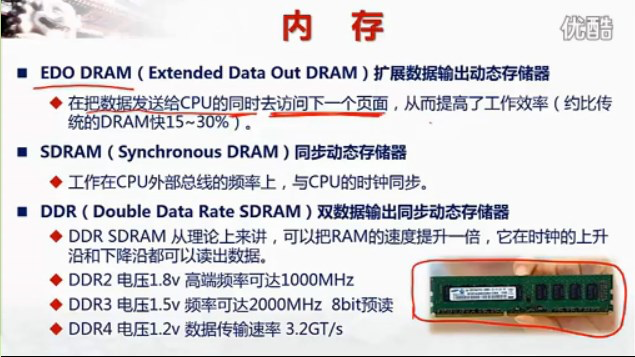 优酷
内 存
EDO DRAM（Extended Data Out DRAM）扩展数据输出动态存储器
在把数据发送给CPU的同时去访问下一个页面，从而提高了工作效率（约比传
统的DRAM快15~30%）。
SDRAM（Synchronous DRAM）同步动态存储器
工作在CPU外部总线的频率上，与CPU的时钟同步。
DDR（Double Data Rate SDRAM）双数据输出同步动态存储器
DDR SDRAM 从理论上来讲，可以把RAM的速度提升一倍，它在时钟的上升
沿和下降沿都可以读出数据。
DDR2 电压1.8v 高端频率可达1000MHz
DDR3 电压1.5v 频率可达2000MHz 8bit预读
DDR4 电压1.2v 数据传输速率 3.2GT/s